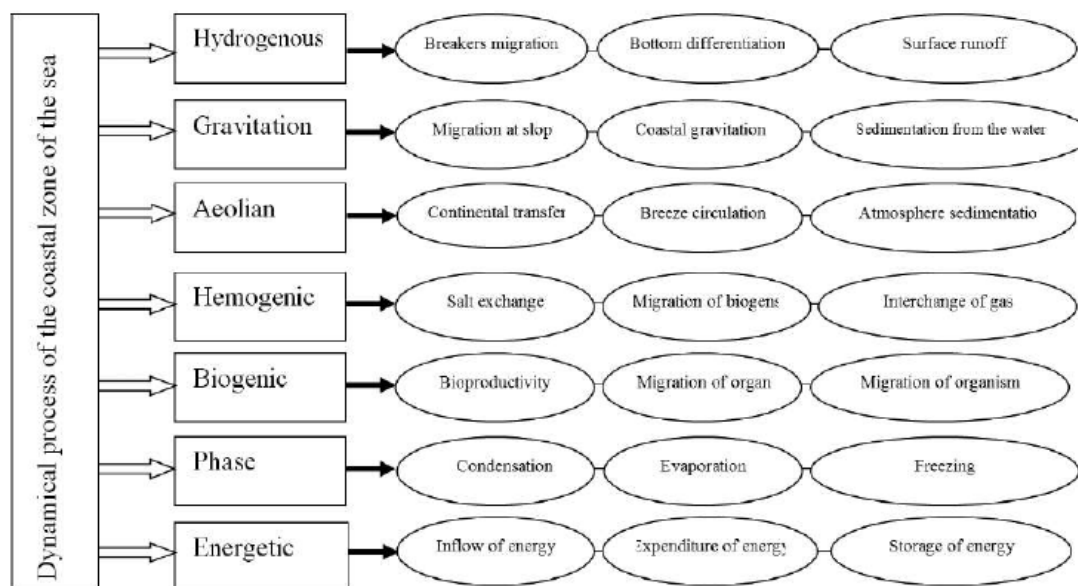 Dynamical process of the coastal zone of the sea
Hydrogenous
Breakers migration
Bottom differentiation
Surface runoff
Gravitation
Migration at slop
Coastal gravitation
Sedimentation from the water
Aeolian
Continental transfer
Breeze circulation
Atmosphere sedimentatio
Hemogenic
Salt exchange
Migration of biogens
Interchange of gas
Biogenic
Bioproductivity
Migration of organ
Migration of organism
Phase
Condensation
Evaporation
Freezing
Energetic
Inflow of energy
Expenditure of energy
Storage of energy